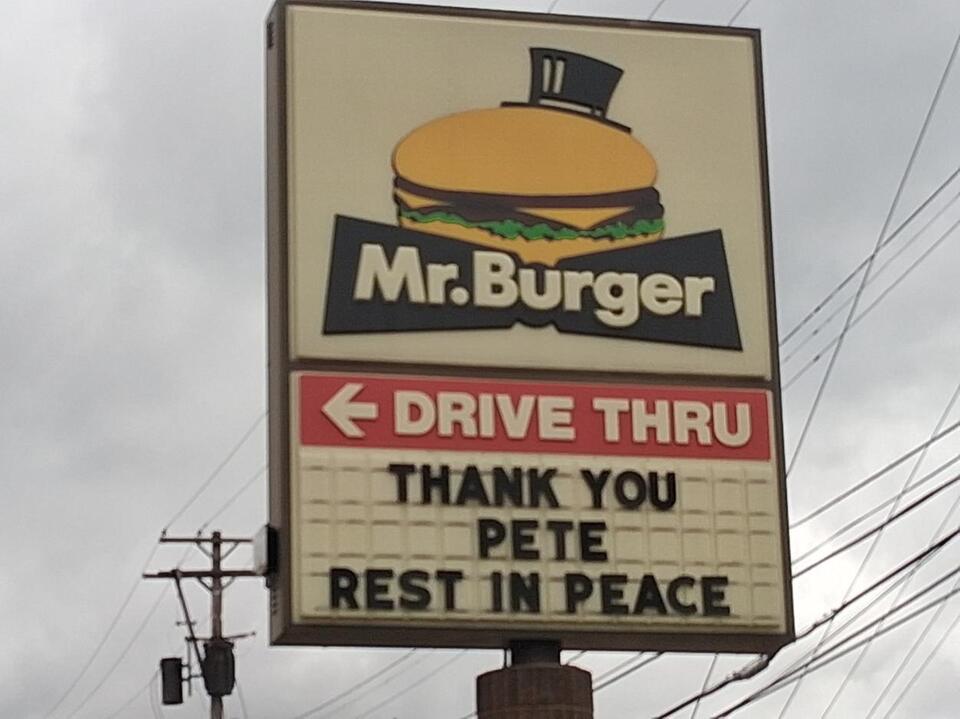 Mr. Burger
← DRIVE THRU
THANK YOU
PETE
REST IN PEACE